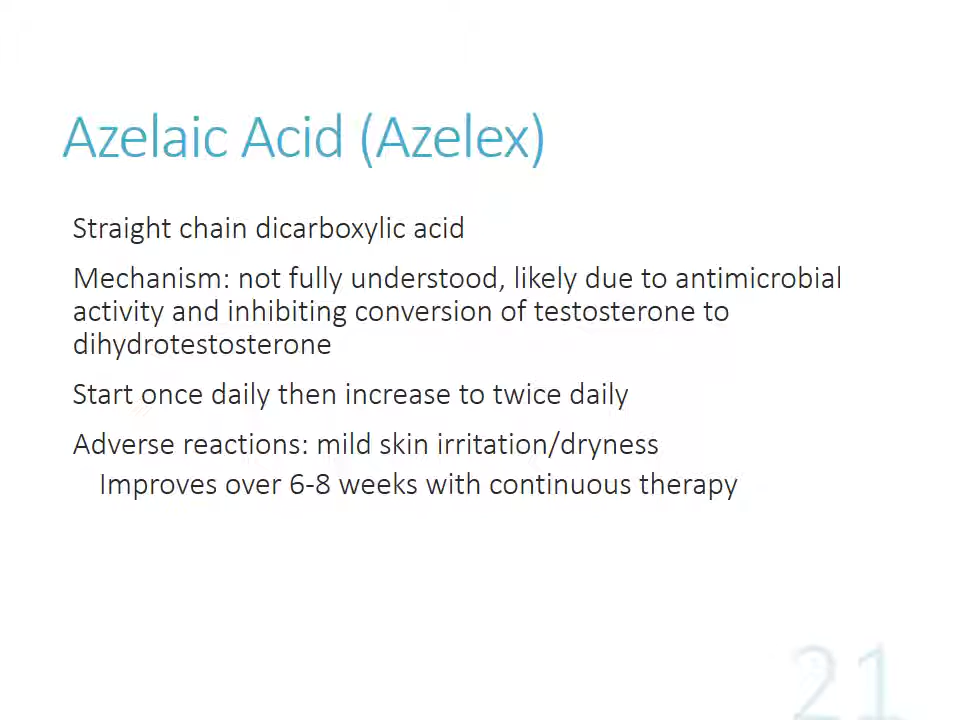 Azelaic Acid (Azelex)
Straight chain dicarboxylic acid
Mechanism: not fully understood, likely due to antimicrobial
activity and inhibiting conversion of testosterone to
dihydrotestosterone
Start once daily then increase to twice daily
Adverse reactions: mild skin irritation/dryness
Improves over 6-8 weeks with continuous therapy
21